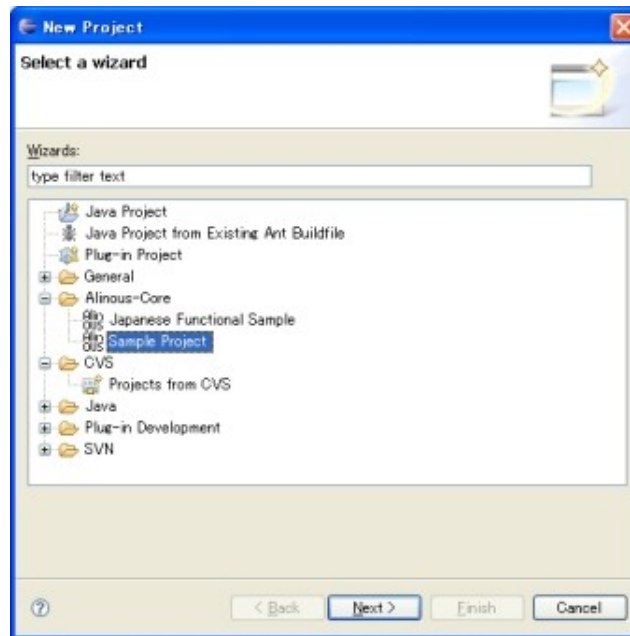 New Project
Select a wizard
Wizards:
type filter text
Java Project
Java Project from Existing Ant Buildfile
Plug-in Project
General
Alinous-Core
Japanese Functional Sample
Sample Project
CVS
Projects from CVS
Java
Plug-in Development
SVN
< Back Next > Finish Cancel